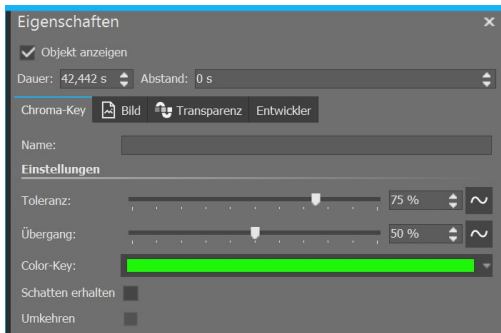 Eigenschaften
Objekt anzeigen
Dauer: 42,442 s Abstand: 0 s
Chroma-Key Bild Transparenz Entwickler
Name:
Einstellungen
Toleranz: 75 %
Übergang: 50 %
Color-Key:
Schatten erhalten
Umkehren